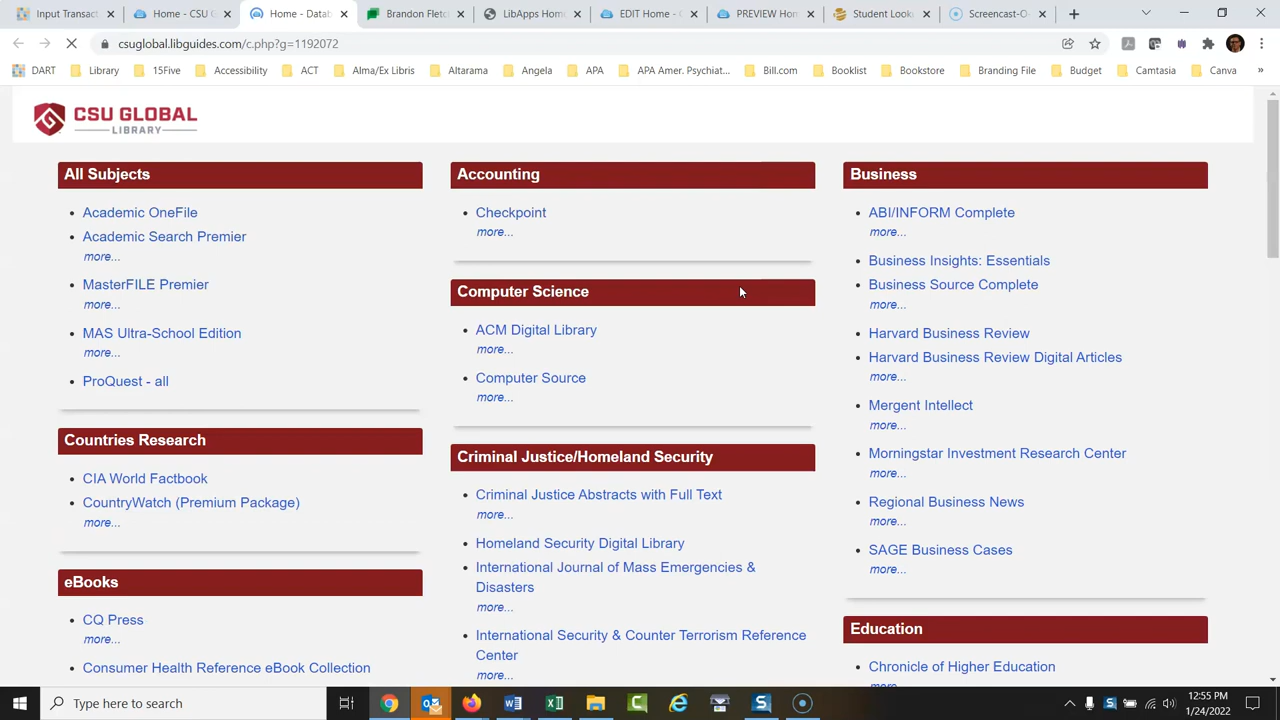 Input Transact
Home - CSU G
Home - Datab
Brandon Fletc
LibApps Home
EDIT Home - G
PREVIEW Hom
Student Looku
Screencast-O-
csuglobal.libguides.com/c.php?g=1192072
DART
Library
15Five
Accessibility
ACT
Alma/Ex Libris
Altarama
Angela
APA
APA Amer. Psychiat...
Bill.com
Booklist
Bookstore
Branding File
Budget
Camtasia
Canva
»
CSU GLOBAL
LIBRARY
All Subjects
Academic OneFile
Academic Search Premier
more...
MasterFILE Premier
more...
MAS Ultra-School Edition
more...
ProQuest - all
Countries Research
CIA World Factbook
CountryWatch (Premium Package)
more...
eBooks
CQ Press
more...
Consumer Health Reference eBook Collection
Accounting
Checkpoint
more...
Computer Science
ACM Digital Library
more...
Computer Source
more...
Criminal Justice/Homeland Security
Criminal Justice Abstracts with Full Text
more...
Homeland Security Digital Library
International Journal of Mass Emergencies &
Disasters
more...
International Security & Counter Terrorism Reference
Center
more...
Business
ABI/INFORM Complete
more...
Business Insights: Essentials
Business Source Complete
more...
Harvard Business Review
Harvard Business Review Digital Articles
more...
Mergent Intellect
more...
Morningstar Investment Research Center
more...
Regional Business News
more...
SAGE Business Cases
more...
Education
Chronicle of Higher Education
more...
Type here to search
12:55 PM
1/24/2022